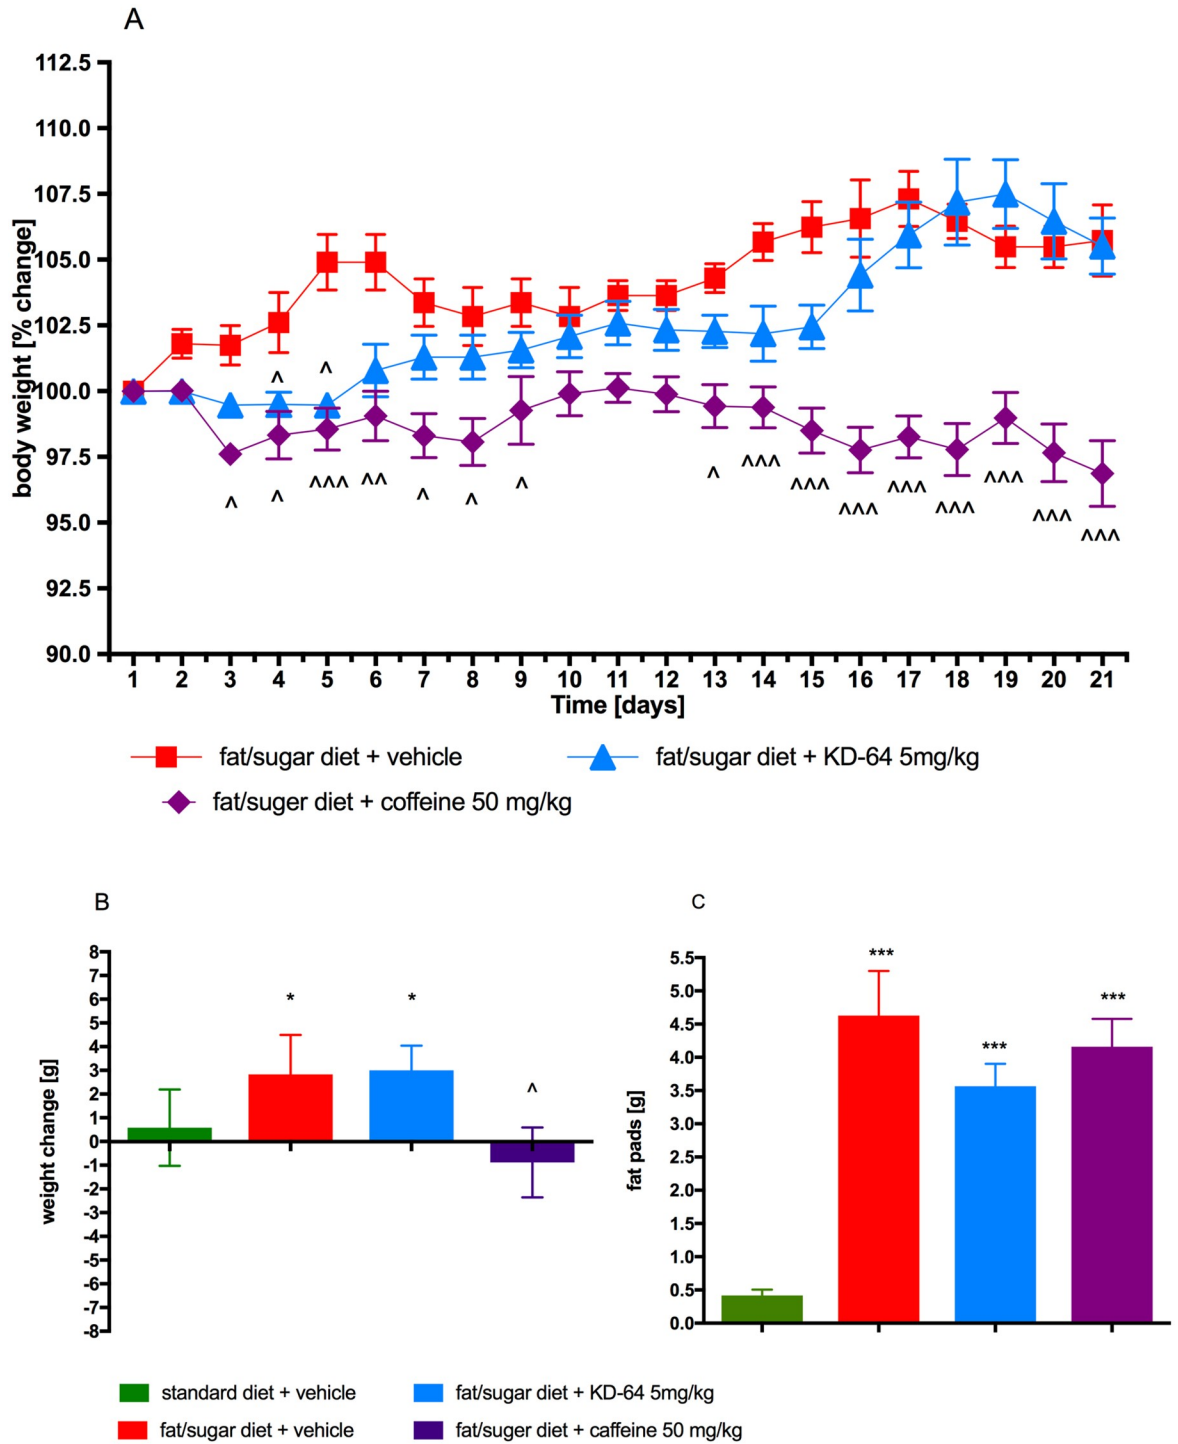 A
112.5
110.0
107.5
105.0
102.5
100.0
97.5
95.0
92.5
90.0
body weight [% change]
^ ^
^ ^ ^^^ ^^ ^ ^ ^ ^ ^^^ ^^^ ^^^ ^^^ ^^^ ^^^ ^^^ ^^^
1 2 3 4 5 6 7 8 9 10 11 12 13 14 15 16 17 18 19 20 21
Time [days]
fat/sugar diet + vehicle
fat/sugar diet + KD-64 5mg/kg
fat/suger diet + coffeine 50 mg/kg
B
8
7
6
5
4
3
2
1
0
-1
-2
-3
-4
-5
-6
-7
-8
weight change [g]
* * ^
C
5.5
5.0
4.5
4.0
3.5
3.0
2.5
2.0
1.5
1.0
0.5
0.0
fat pads [g]
*** *** ***
standard diet + vehicle
fat/sugar diet + KD-64 5mg/kg
fat/sugar diet + vehicle
fat/suger diet + caffeine 50 mg/kg